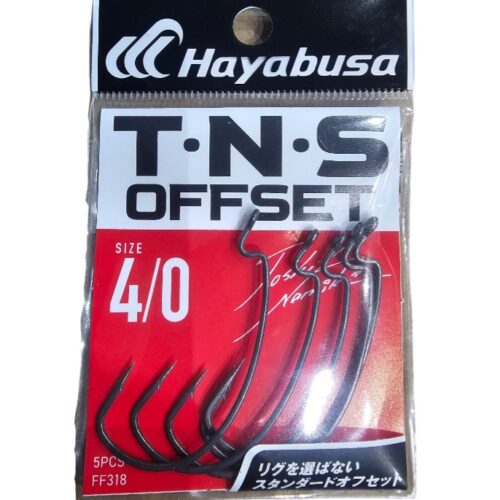 Hayabusa
T·N·S
OFFSET
SIZE
4/0
5PCS
FF318
リグを選ばない
スタンダードオフセット